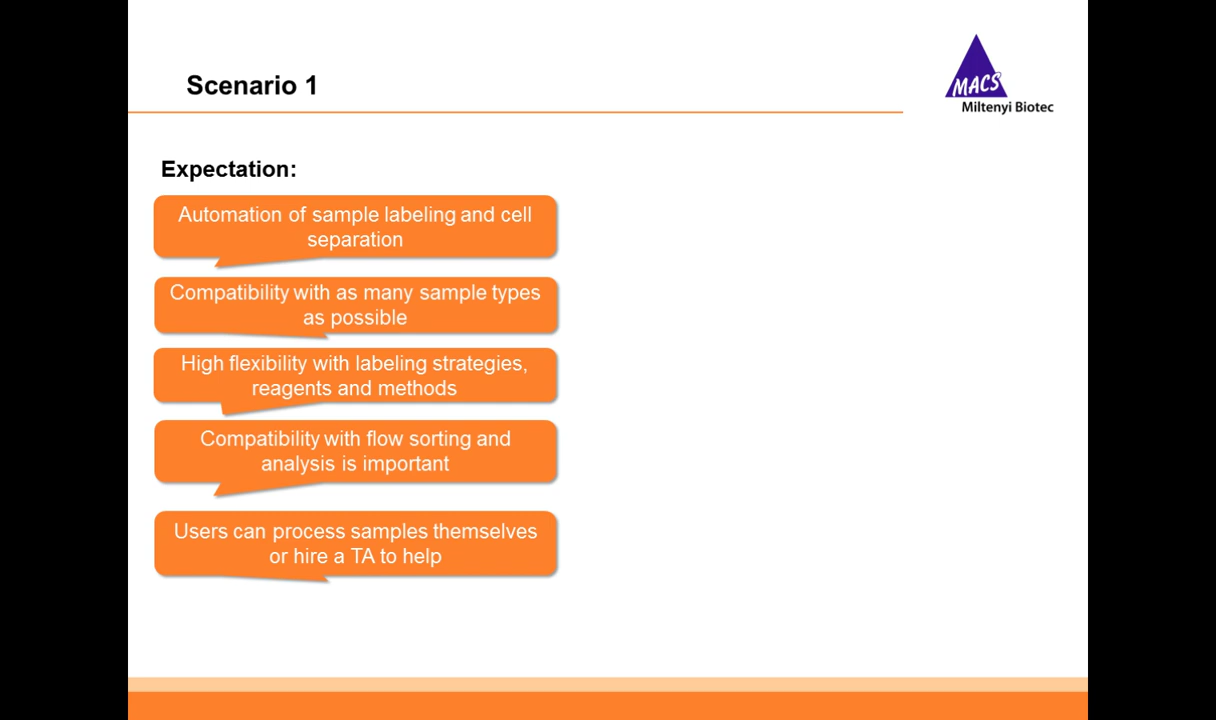 Scenario 1
MACS
Miltenyi Biotec
Expectation:
Automation of sample labeling and cell
separation
Compatibility with as many sample types
as possible
High flexibility with labeling strategies,
reagents and methods
Compatibility with flow sorting and
analysis is important
Users can process samples themselves
or hire a TA to help